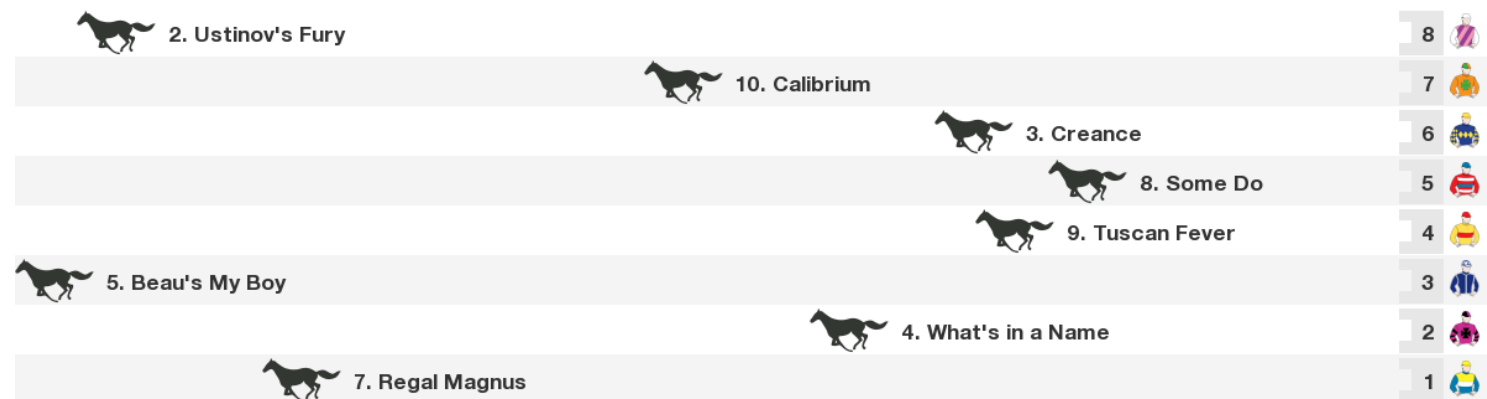 2. Ustinov's Fury 8
10. Calibrium 7
3. Creance 6
8. Some Do 5
9. Tuscan Fever 4
5. Beau's My Boy 3
4. What's in a Name 2
7. Regal Magnus 1